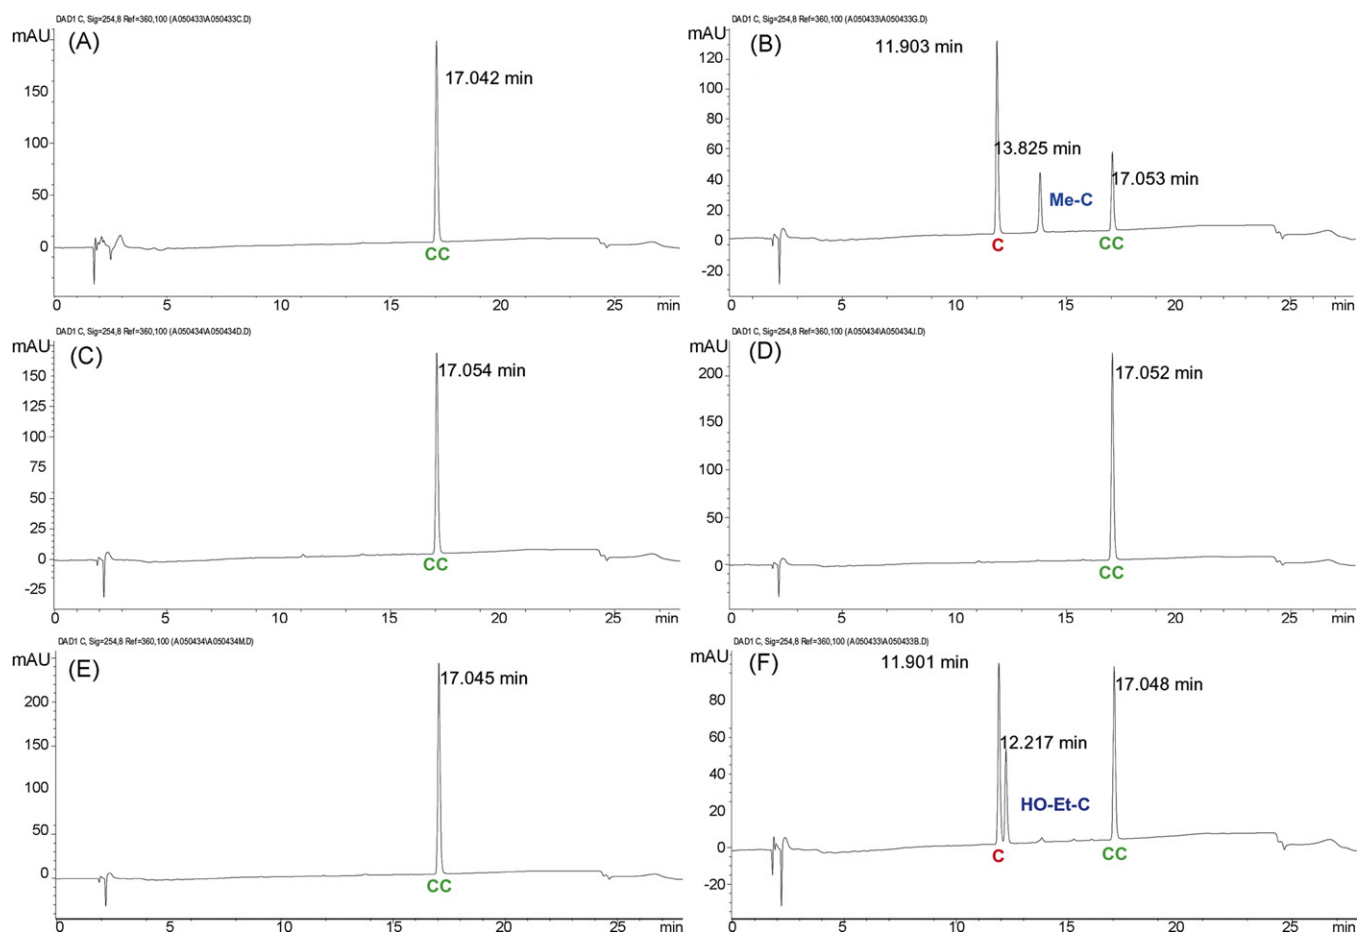 DAD1 C, Sig=254,8 Ref=360,100 (A050433\A050433C.D)
mAU
(A)
17.042 min
150
100
50
0
CC
0 5 10 15 20 25 min
DAD1 C, Sig=254,8 Ref=360,100 (A050433\A050433G.D)
mAU
(B)
11.903 min
120
100
80
60
40
20
0
-20
13.825 min
17.053 min
Me-C
C
CC
0 5 10 15 20 25 min
DAD1 C, Sig=254,8 Ref=360,100 (A050434\A050434D.D)
mAU
(C)
17.054 min
150
125
100
75
50
25
0
-25
CC
0 5 10 15 20 25 min
DAD1 C, Sig=254,8 Ref=360,100 (A050434\A050434J.D)
mAU
(D)
17.052 min
200
150
100
50
0
CC
0 5 10 15 20 25 min
DAD1 C, Sig=254,8 Ref=360,100 (A050434\A050434M.D)
mAU
(E)
17.045 min
200
150
100
50
0
CC
0 5 10 15 20 25 min
DAD1 C, Sig=254,8 Ref=360,100 (A050433\A050433B.D)
mAU
(F)
11.901 min
17.048 min
80
60
40
20
0
-20
12.217 min
HO-Et-C
C
CC
0 5 10 15 20 25 min